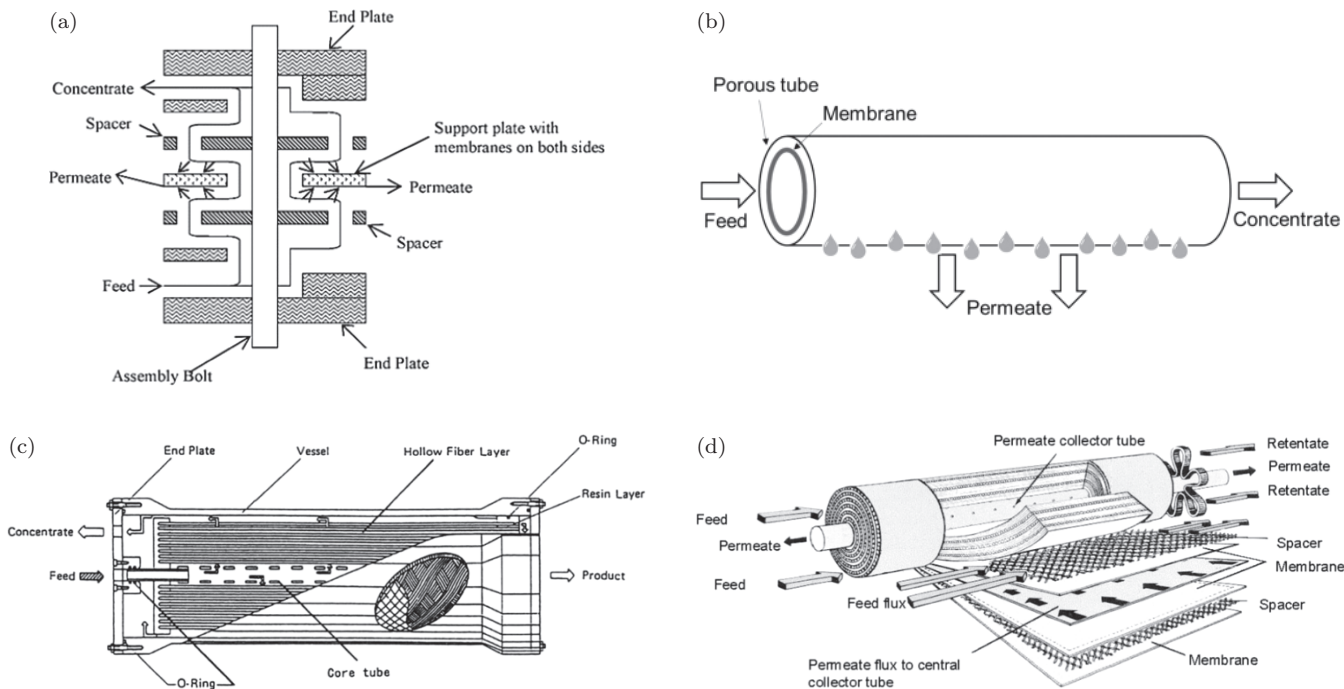 (a)
End Plate
Concentrate
Spacer
Support plate with
membranes on both sides
Permeate
Permeate
Spacer
Feed
End Plate
Assembly Bolt
(b)
Porous tube
Membrane
Feed
Concentrate
Permeate
(c)
End Plate
Vessel
Hollow Fiber Layer
O-Ring
Resin Layer
Concentrate
Feed
Product
Core tube
O-Ring
(d)
Permeate collector tube
Retentate
Permeate
Retentate
Feed
Permeate
Feed
Feed flux
Spacer
Membrane
Spacer
Membrane
Permeate flux to central
collector tube